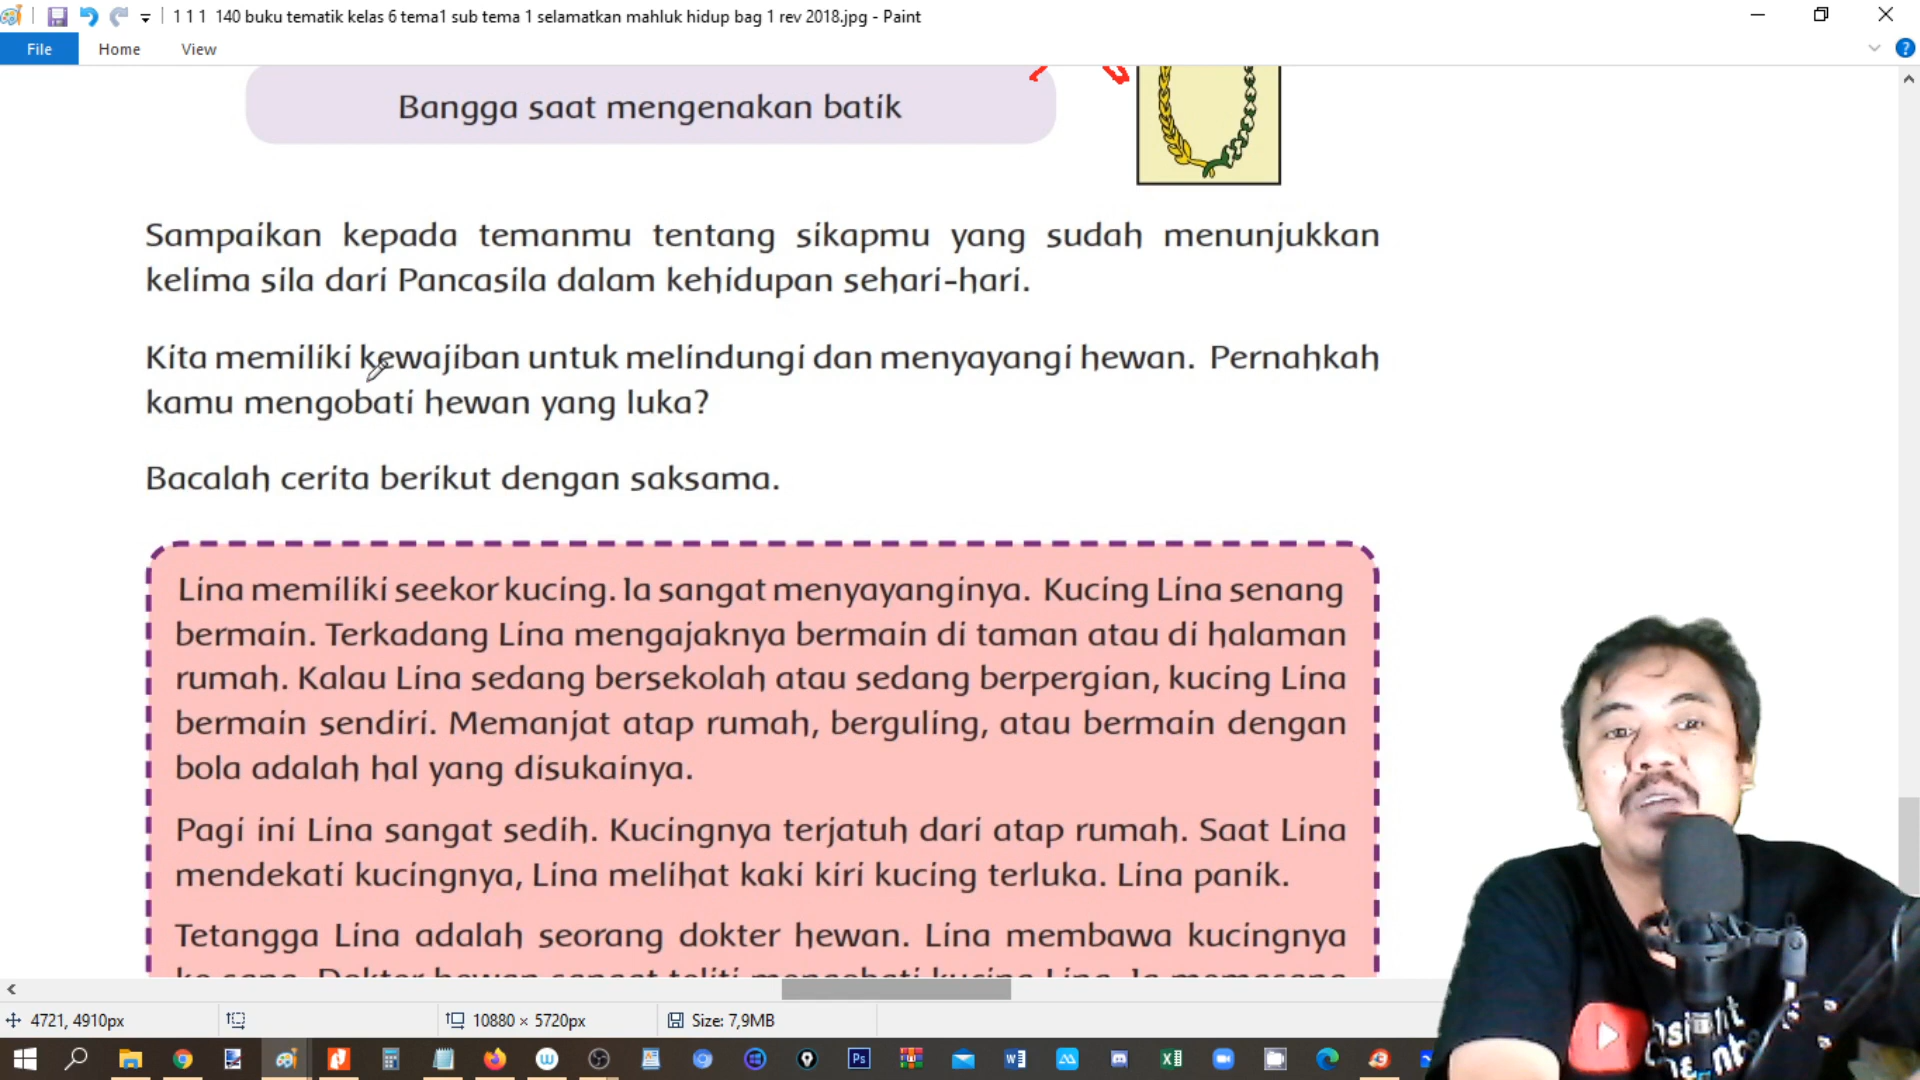 1 1 1 140 buku tematik kelas 6 tema1 sub tema 1 selamatkan mahluk hidup bag 1 rev 2018.jpg - Paint
File Home View
Bangga saat mengenakan batik
Sampaikan kepada temanmu tentang sikapmu yang sudah menunjukkan
kelima sila dari Pancasila dalam kehidupan sehari-hari.
Kita memiliki kewajiban untuk melindungi dan menyayangi hewan. Pernahkah
kamu mengobati hewan yang luka?
Bacalah cerita berikut dengan saksama.
Lina memiliki seekor kucing. Ia sangat menyayanginya. Kucing Lina senang
bermain. Terkadang Lina mengajaknya bermain di taman atau di halaman
rumah. Kalau Lina sedang bersekolah atau sedang berpergian, kucing Lina
bermain sendiri. Memanjat atap rumah, berguling, atau bermain dengan
bola adalah hal yang disukainya.
Pagi ini Lina sangat sedih. Kucingnya terjatuh dari atap rumah. Saat Lina
mendekati kucingnya, Lina melihat kaki kiri kucing terluka. Lina panik.
Tetangga Lina adalah seorang dokter hewan. Lina membawa kucingnya
4721, 4910px 10880 × 5720px Size: 7,9MB